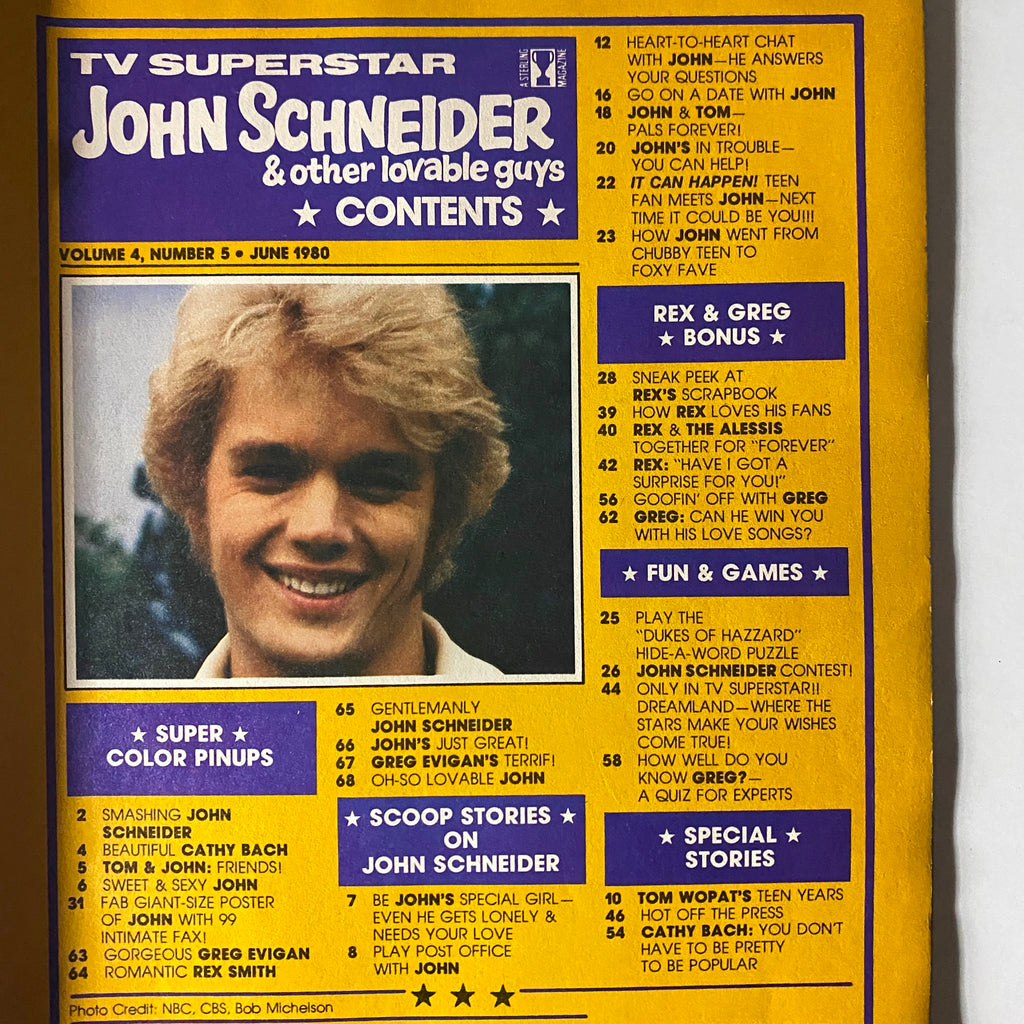 TV SUPERSTAR
A STERLING
MAGAZINE
JOHN SCHNEIDER
& other lovable guys
★ CONTENTS ★
VOLUME 4, NUMBER 5 • JUNE 1980
★ SUPER ★
COLOR PINUPS
2 SMASHING JOHN
SCHNEIDER
4 BEAUTIFUL CATHY BACH
5 TOM & JOHN: FRIENDS!
6 SWEET & SEXY JOHN
31 FAB GIANT-SIZE POSTER
OF JOHN WITH 99
INTIMATE FAX!
63 GORGEOUS GREG EVIGAN
64 ROMANTIC REX SMITH
65 GENTLEMANLY
JOHN SCHNEIDER
66 JOHN'S JUST GREAT!
67 GREG EVIGAN'S TERRIF!
68 OH-SO LOVABLE JOHN
★ SCOOP STORIES ★
ON
JOHN SCHNEIDER
7 BE JOHN'S SPECIAL GIRL—
EVEN HE GETS LONELY &
NEEDS YOUR LOVE
8 PLAY POST OFFICE
WITH JOHN
12 HEART-TO-HEART CHAT
WITH JOHN—HE ANSWERS
YOUR QUESTIONS
16 GO ON A DATE WITH JOHN
18 JOHN & TOM—
PALS FOREVER!
20 JOHN'S IN TROUBLE—
YOU CAN HELP!
22 IT CAN HAPPEN! TEEN
FAN MEETS JOHN—NEXT
TIME IT COULD BE YOU!!!
23 HOW JOHN WENT FROM
CHUBBY TEEN TO
FOXY FAVE
REX & GREG
★ BONUS ★
28 SNEAK PEEK AT
REX'S SCRAPBOOK
39 HOW REX LOVES HIS FANS
40 REX & THE ALESSIS
TOGETHER FOR "FOREVER"
42 REX: "HAVE I GOT A
SURPRISE FOR YOU!"
56 GOOFIN' OFF WITH GREG
62 GREG: CAN HE WIN YOU
WITH HIS LOVE SONGS?
★ FUN & GAMES ★
25 PLAY THE
"DUKES OF HAZZARD"
HIDE-A-WORD PUZZLE
26 JOHN SCHNEIDER CONTEST!
44 ONLY IN TV SUPERSTAR!!
DREAMLAND—WHERE THE
STARS MAKE YOUR WISHES
COME TRUE!
58 HOW WELL DO YOU
KNOW GREG?—
A QUIZ FOR EXPERTS
★ SPECIAL ★
STORIES
10 TOM WOPAT'S TEEN YEARS
46 HOT OFF THE PRESS
54 CATHY BACH: YOU DON'T
HAVE TO BE PRETTY
TO BE POPULAR
★ ★ ★
Photo Credit: NBC, CBS, Bob Michelson